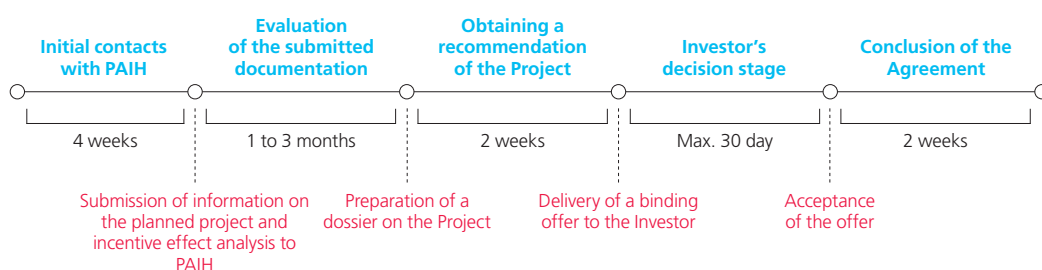 Initial contacts
with PAIH
Evaluation
of the submitted
documentation
Obtaining a
recommendation
of the Project
Investor's
decision stage
Conclusion of the
Agreement
4 weeks
1 to 3 months
2 weeks
Max. 30 day
2 weeks
Submission of information on
the planned project and
incentive effect analysis to
PAIH
Preparation of a
dossier on the Project
Delivery of a binding
offer to the Investor
Acceptance
of the offer